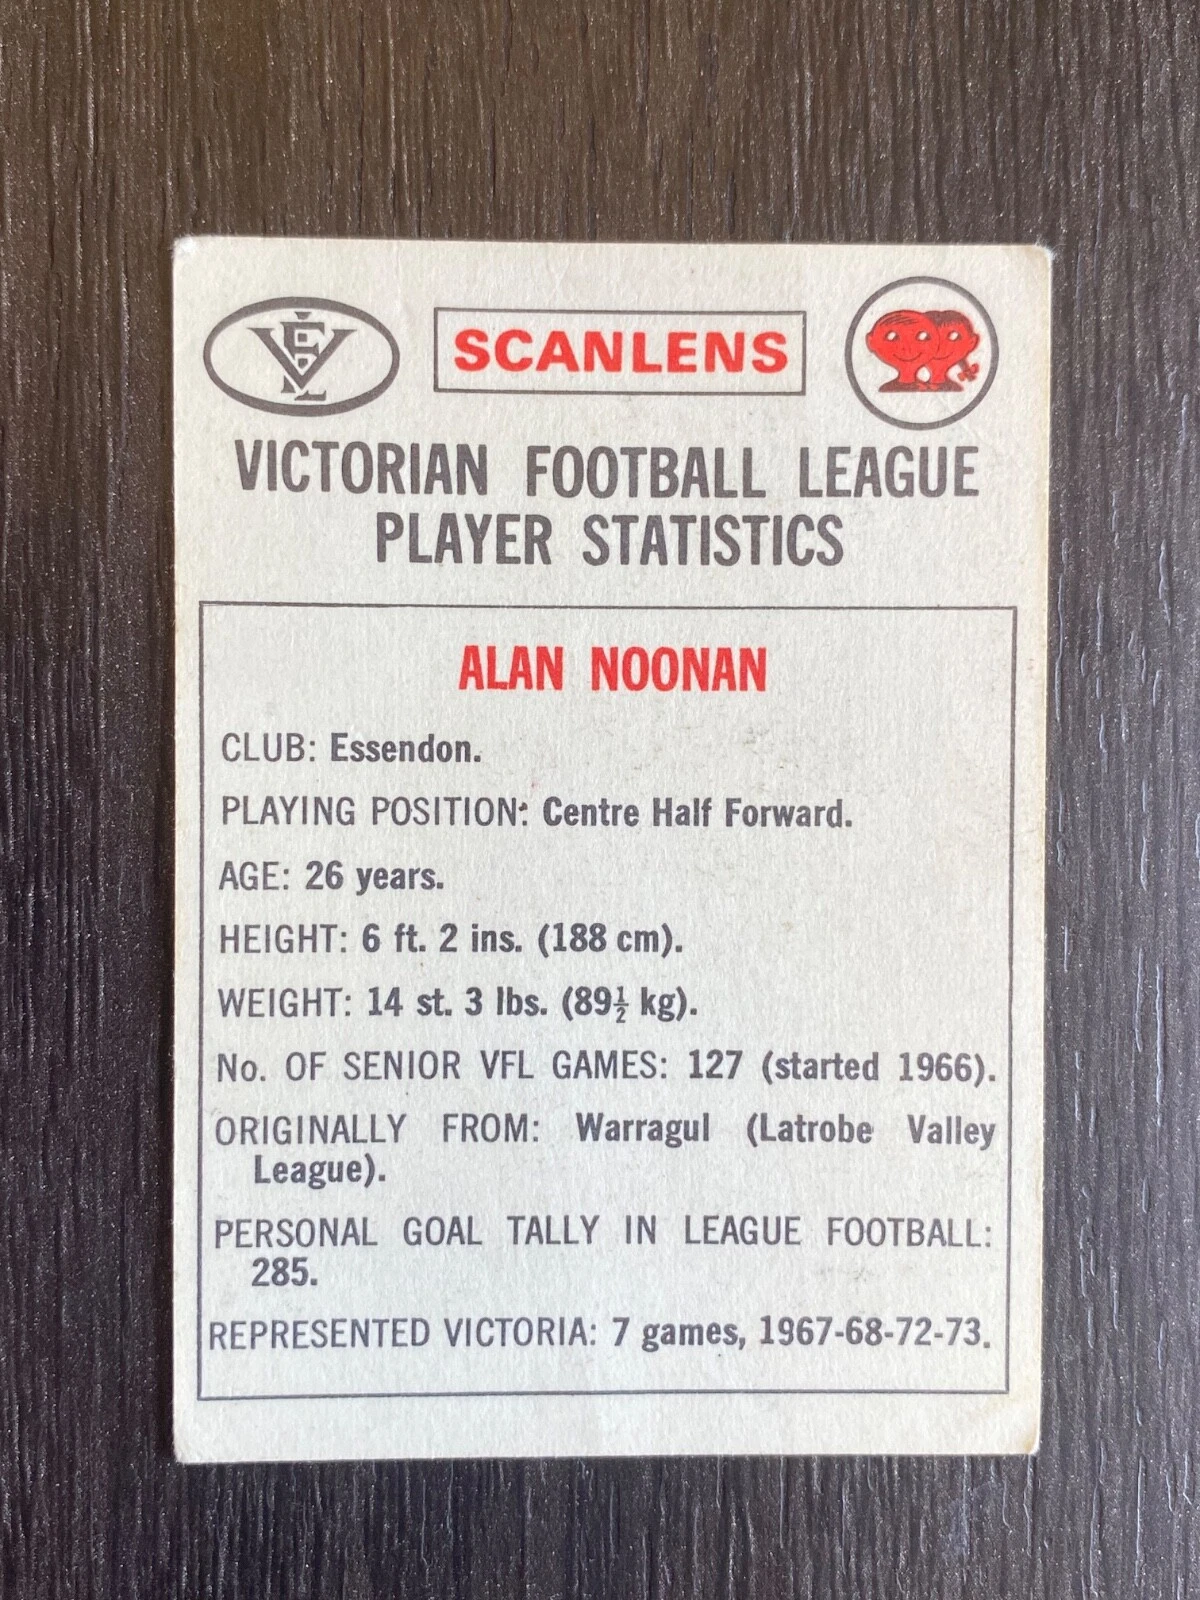 VFL
SCANLENS
VICTORIAN FOOTBALL LEAGUE
PLAYER STATISTICS
ALAN NOONAN
CLUB: Essendon.
PLAYING POSITION: Centre Half Forward.
AGE: 26 years.
HEIGHT: 6 ft. 2 ins. (188 cm).
WEIGHT: 14 st. 3 lbs. (89½ kg).
No. OF SENIOR VFL GAMES: 127 (started 1966).
ORIGINALLY FROM: Warragul (Latrobe Valley
League).
PERSONAL GOAL TALLY IN LEAGUE FOOTBALL:
285.
REPRESENTED VICTORIA: 7 games, 1967-68-72-73.